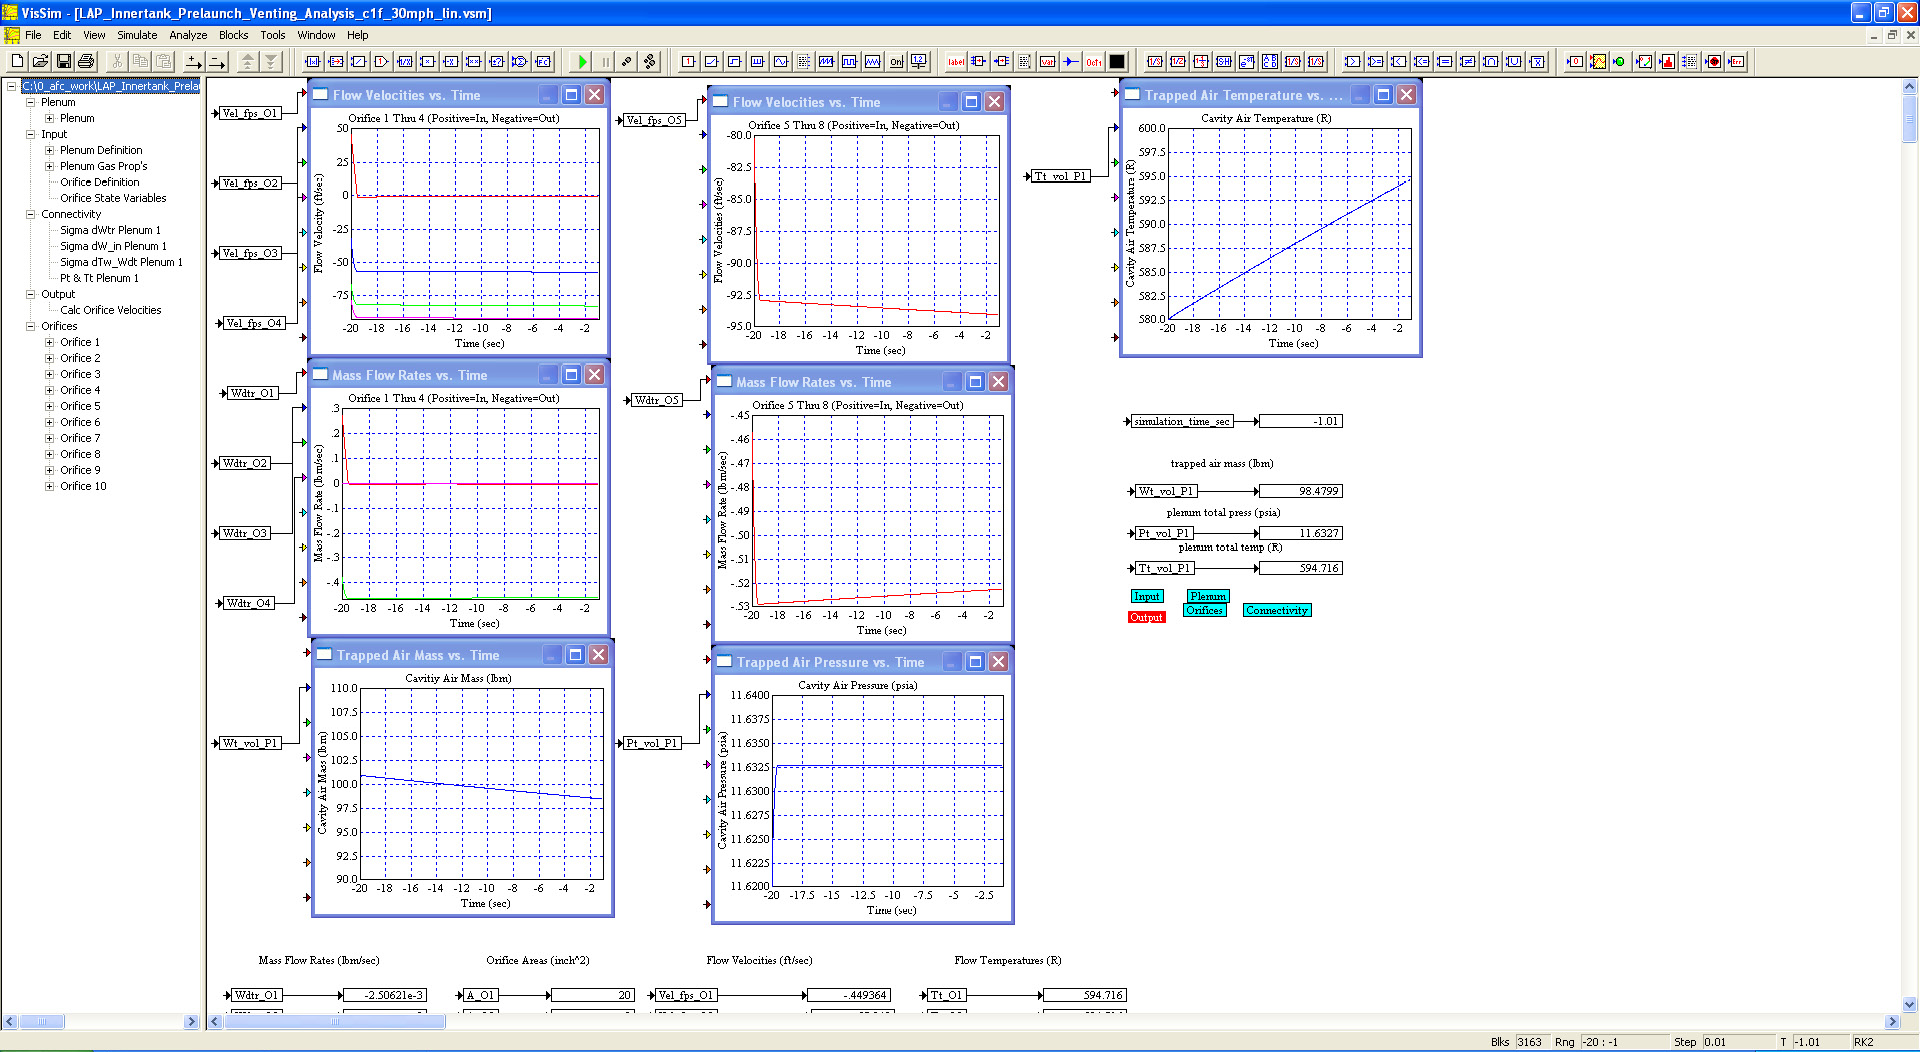 VisSim - [LAP_Innertank_Prelaunch_Venting_Analysis_c1f_30mph_lin.vsm]
File Edit View Simulate Analyze Blocks Tools Window Help
C:\0_afc_work\LAP_Innertank_Prela
Plenum
Plenum
Input
Plenum Definition
Plenum Gas Prop's
Orifice Definition
Orifice State Variables
Connectivity
Sigma dWtr Plenum 1
Sigma dW_in Plenum 1
Sigma dTw_Wdt Plenum 1
Pt & Tt Plenum 1
Output
Calc Orifice Velocities
Orifices
Orifice 1
Orifice 2
Orifice 3
Orifice 4
Orifice 5
Orifice 6
Orifice 7
Orifice 8
Orifice 9
Orifice 10
Vel_fps_O1
Vel_fps_O2
Vel_fps_O3
Vel_fps_O4
Flow Velocities vs. Time
Orifice 1 Thru 4 (Positive=In, Negative=Out)
Flow Velocity (ft/sec)
50
25
0
-25
-50
-75
-20 -18 -16 -14 -12 -10 -8 -6 -4 -2
Time (sec)
Vel_fps_O5
Flow Velocities vs. Time
Orifice 5 Thru 8 (Positive=In, Negative=Out)
Flow Velocities (ft/sec)
-80.0
-82.5
-85.0
-87.5
-90.0
-92.5
-95.0
-20 -18 -16 -14 -12 -10 -8 -6 -4 -2
Time (sec)
Tt_vol_P1
Trapped Air Temperature vs. ...
Cavity Air Temperature (R)
Cavity Air Temperature (R)
600.0
597.5
595.0
592.5
590.0
587.5
585.0
582.5
580.0
-20 -18 -16 -14 -12 -10 -8 -6 -4 -2
Time (sec)
Wdtr_O1
Wdtr_O2
Wdtr_O3
Wdtr_O4
Mass Flow Rates vs. Time
Orifice 1 Thru 4 (Positive=In, Negative=Out)
Mass Flow Rate (lbm/sec)
.3
.2
.1
0
-.1
-.2
-.3
-.4
-20 -18 -16 -14 -12 -10 -8 -6 -4 -2
Time (sec)
Wdtr_O5
Mass Flow Rates vs. Time
Orifice 5 Thru 8 (Positive=In, Negative=Out)
Mass Flow Rate (lbm/sec)
-.45
-.46
-.47
-.48
-.49
-.50
-.51
-.52
-.53
-20 -18 -16 -14 -12 -10 -8 -6 -4 -2
Time (sec)
simulation_time_sec -1.01
trapped air mass (lbm)
Wt_vol_P1 98.4799
plenum total press (psia)
Pt_vol_P1 11.6327
plenum total temp (R)
Tt_vol_P1 594.716
Input Plenum
Output Orifices Connectivity
Wt_vol_P1
Trapped Air Mass vs. Time
Cavitiy Air Mass (lbm)
Cavity Air Mass (lbm)
110.0
107.5
105.0
102.5
100.0
97.5
95.0
92.5
90.0
-20 -18 -16 -14 -12 -10 -8 -6 -4 -2
Time (sec)
Pt_vol_P1
Trapped Air Pressure vs. Time
Cavity Air Pressure (psia)
Cavity Air Pressure (psia)
11.6400
11.6375
11.6350
11.6325
11.6300
11.6275
11.6250
11.6225
11.6200
-20 -17.5 -15 -12.5 -10 -7.5 -5 -2.5
Time (sec)
Mass Flow Rates (lbm/sec) Orifice Areas (inch^2) Flow Velocities (ft/sec) Flow Temperatures (R)
Wdtr_O1 -2.50621e-3 A_O1 20 Vel_fps_O1 -.449364 Tt_O1 594.716
Blks 3163 Rng -20 : -1 Step 0.01 T -1.01 RK2